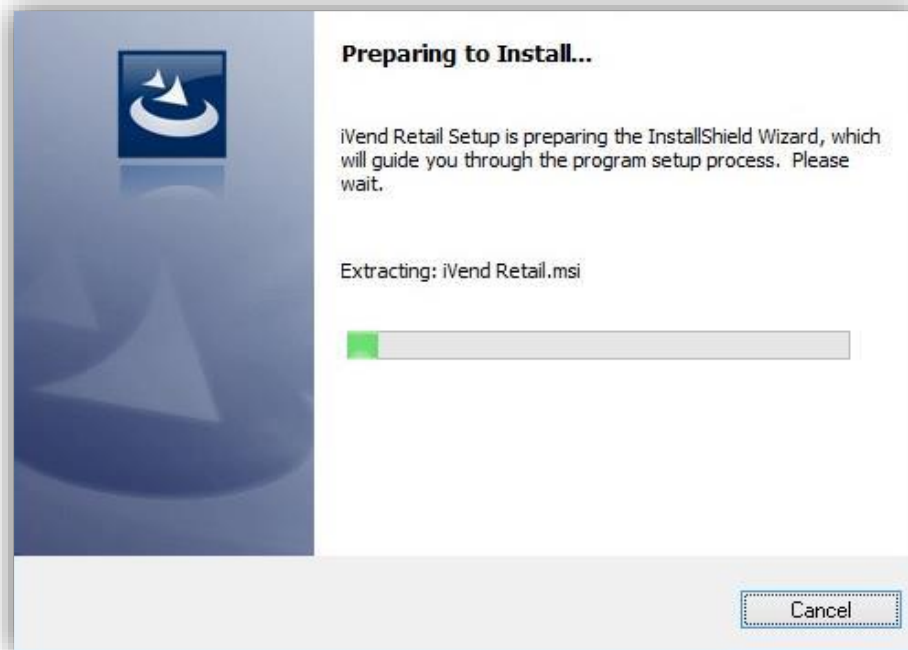 Preparing to Install...
iVend Retail Setup is preparing the InstallShield Wizard, which
will guide you through the program setup process.  Please
wait.
Extracting: iVend Retail.msi
Cancel